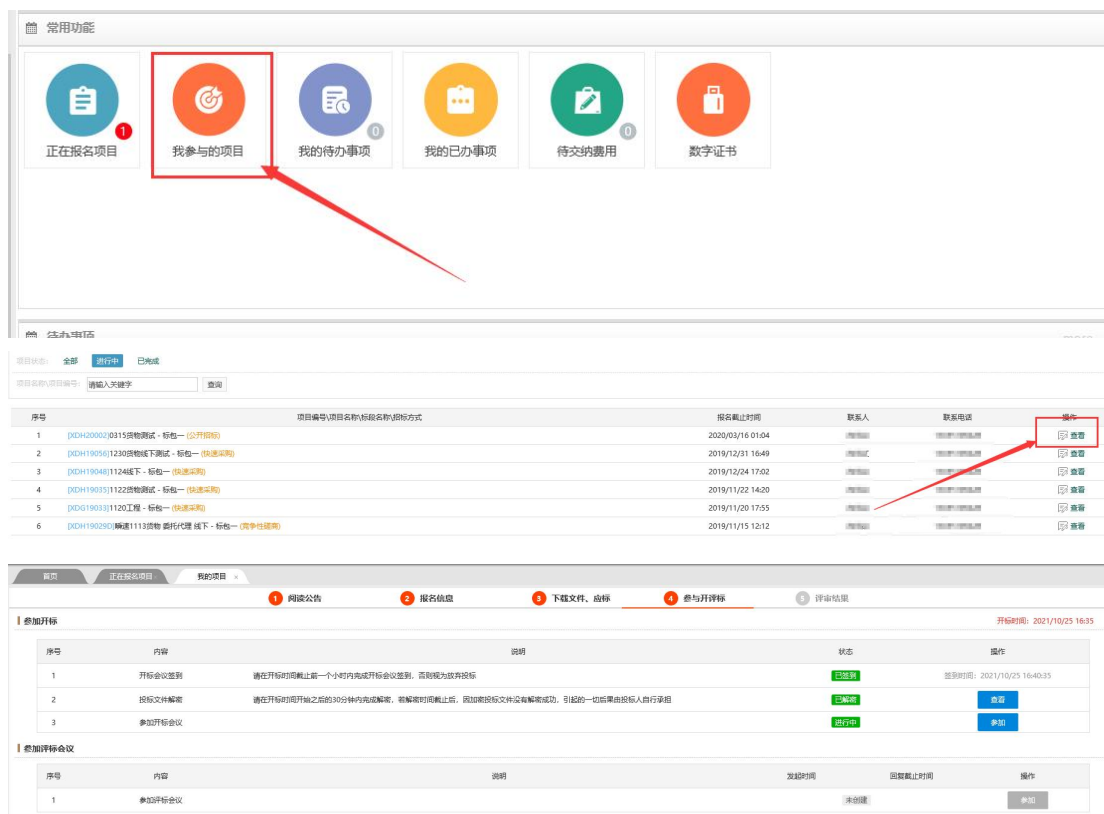 常用功能
1 0 0
正在报名项目 我参与的项目 我的待办事项 我的已办事项 待交纳费用 数字证书
待办事项
项目状态: 全部 进行中 已完成
项目名称\项目编号: 请输入关键字 查询
序号 项目编号\项目名称\标段名称\招标方式 报名截止时间 联系人 联系电话 操作
1 [XDH20002]0315货物测试 - 标包一 (公开招标) 2020/03/16 01:04 查看
2 [XDH19056]1230货物线下测试 - 标包一 (快速采购) 2019/12/31 16:49 查看
3 [XDH19048]1124线下 - 标包一 (快速采购) 2019/12/24 17:02 查看
4 [XDH19035]1122货物测试 - 标包一 (快速采购) 2019/11/22 14:20 查看
5 [XDG19033]1120工程 - 标包一 (快速采购) 2019/11/20 17:55 查看
6 [XDH19029D]瞬速1113货物 委托代理 线下 - 标包一 (竞争性磋商) 2019/11/15 12:12 查看
首页 正在报名项目 我的项目 ×
1 阅读公告 2 报名信息 3 下载文件、应标 4 参与开评标 5 评审结果
参加开标 开标时间: 2021/10/25 16:35
序号 内容 说明 状态 操作
1 开标会议签到 请在开标时间截止前一个小时内完成开标会议签到, 否则视为放弃投标 已签到 签到时间: 2021/10/25 16:40:35
2 投标文件解密 请在开标时间开始之后的30分钟内完成解密, 若解密时间截止后, 因加密投标文件没有解密成功, 引起的一切后果由投标人自行承担 已解密 查看
3 参加开标会议 进行中 参加
参加评标会议
序号 内容 说明 发起时间 回复截止时间 操作
1 参加评标会议 未创建 参加